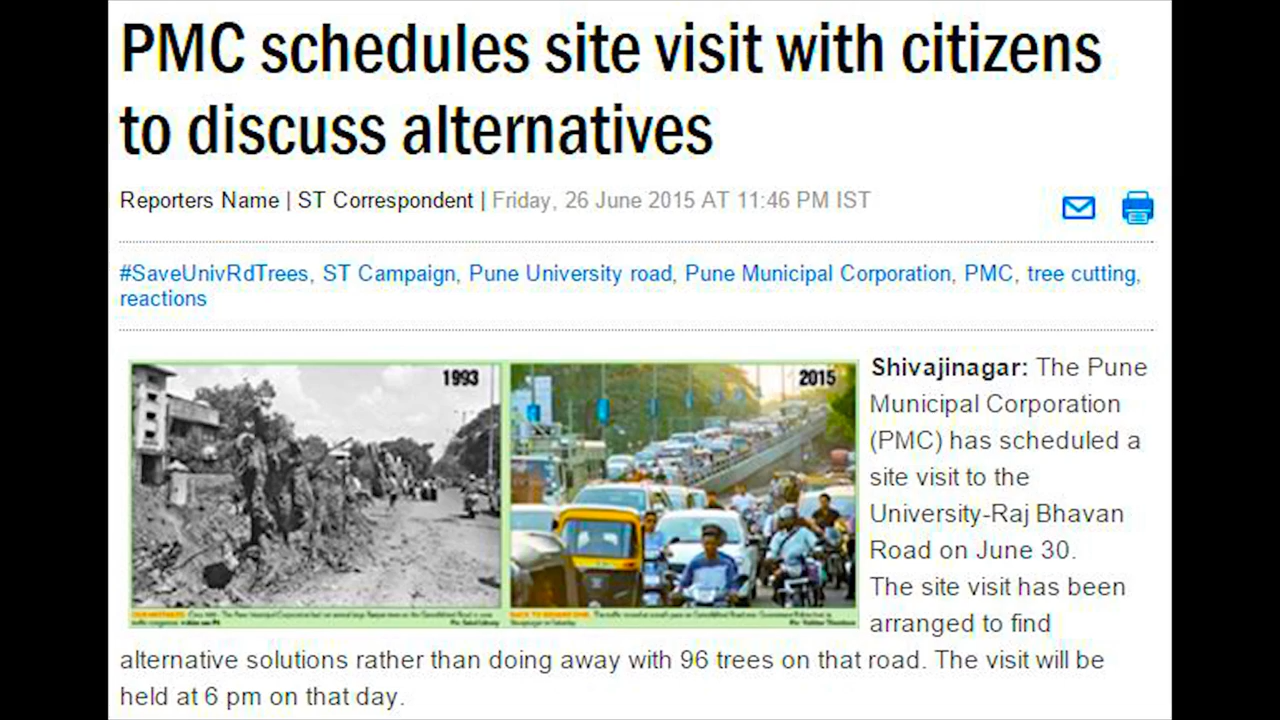 PMC schedules site visit with citizens
to discuss alternatives
Reporters Name | ST Correspondent | Friday, 26 June 2015 AT 11:46 PM IST
#SaveUnivRdTrees, ST Campaign, Pune University road, Pune Municipal Corporation, PMC, tree cutting,
reactions
1993
2015
Shivajinagar: The Pune
Municipal Corporation
(PMC) has scheduled a
site visit to the
University-Raj Bhavan
Road on June 30.
The site visit has been
arranged to find
alternative solutions rather than doing away with 96 trees on that road. The visit will be
held at 6 pm on that day.